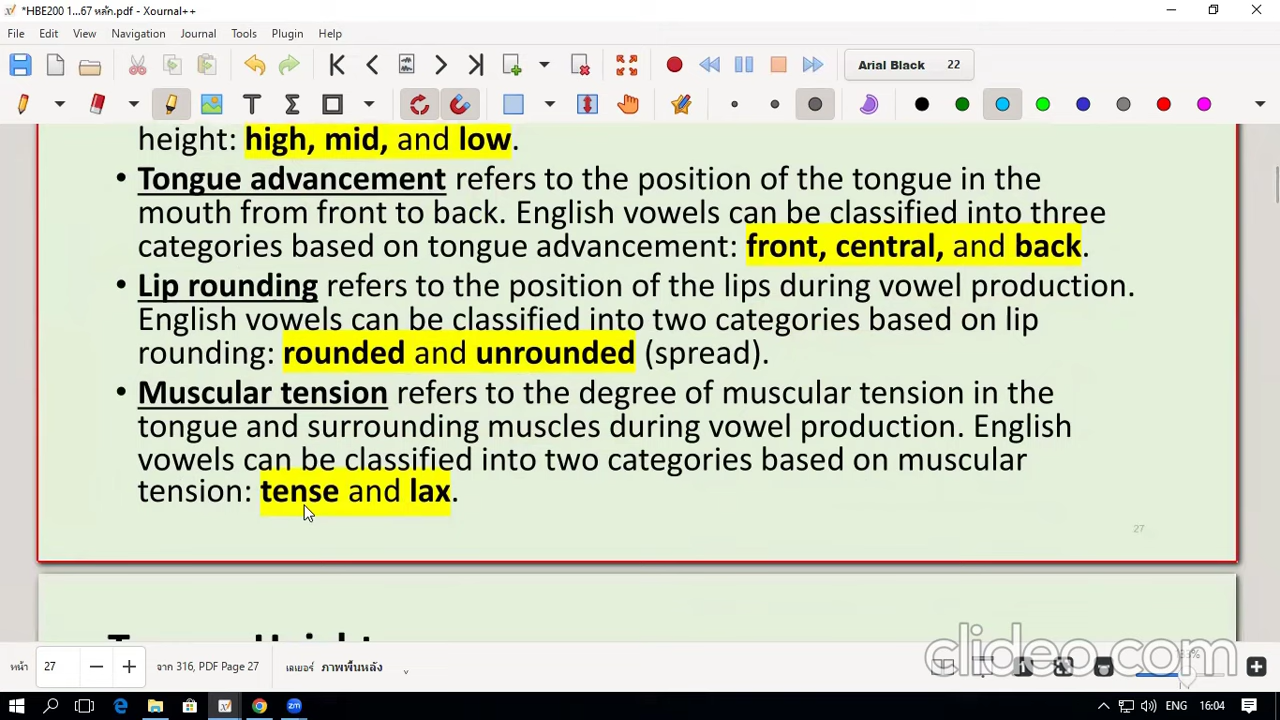 *HBE200 1...67 หลัก.pdf - Xournal++
File Edit View Navigation Journal Tools Plugin Help
Arial Black 22
height: high, mid, and low.
• Tongue advancement refers to the position of the tongue in the
mouth from front to back. English vowels can be classified into three
categories based on tongue advancement: front, central, and back.
• Lip rounding refers to the position of the lips during vowel production.
English vowels can be classified into two categories based on lip
rounding: rounded and unrounded (spread).
• Muscular tension refers to the degree of muscular tension in the
tongue and surrounding muscles during vowel production. English
vowels can be classified into two categories based on muscular
tension: tense and lax.
27
Tongue Height
clideo.com
หน้า 27 จาก 316, PDF Page 27 เลเยอร์ ภาพพื้นหลัง
ENG 16:04